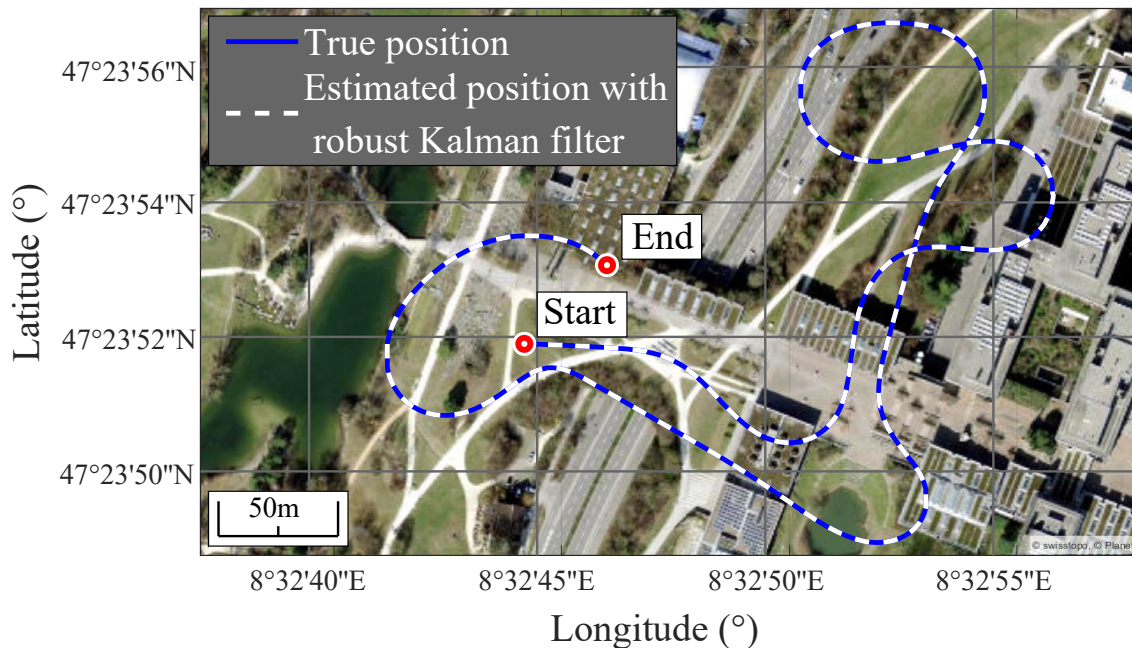 True position
Estimated position with
robust Kalman filter
47°23'56"N
47°23'54"N
47°23'52"N
47°23'50"N
Latitude (°)
End
Start
50m
© swisstopo, © Planet
8°32'40"E
8°32'45"E
8°32'50"E
8°32'55"E
Longitude (°)